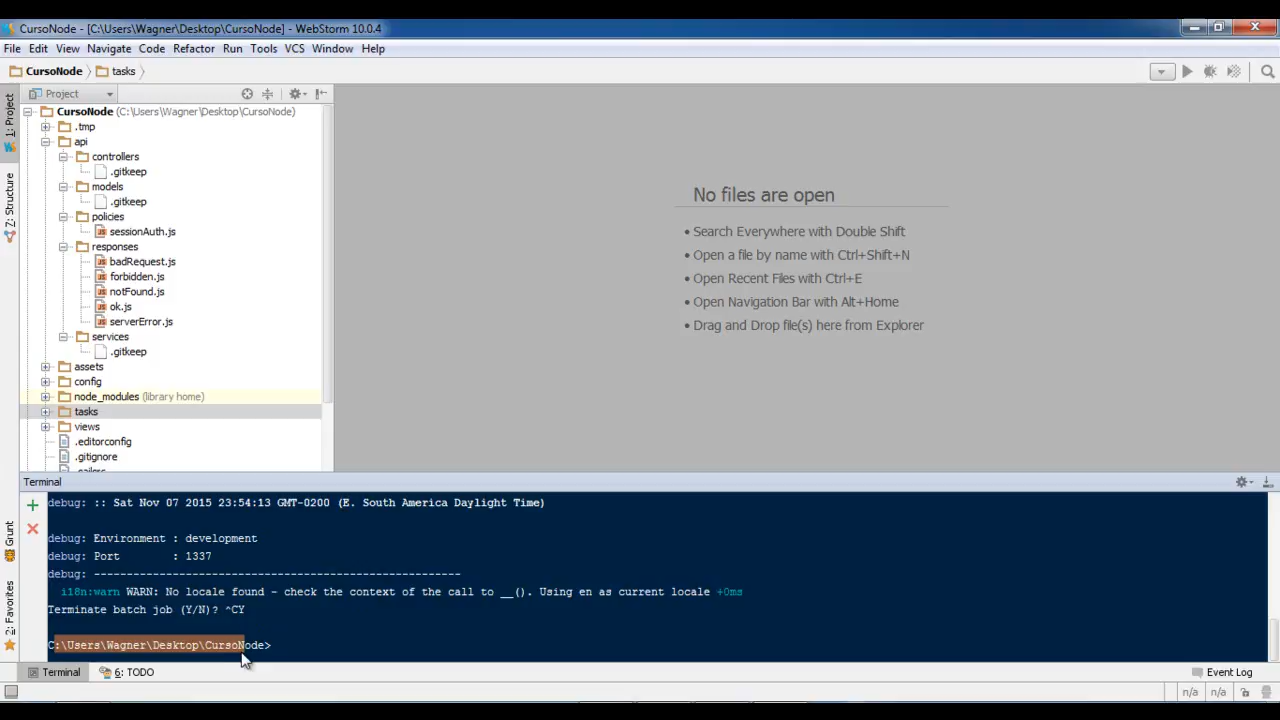 CursoNode - [C:\Users\Wagner\Desktop\CursoNode] - WebStorm 10.0.4
File Edit View Navigate Code Refactor Run Tools VCS Window Help
CursoNode tasks
1: Project
7: Structure
Grunt
2: Favorites
Project
CursoNode (C:\Users\Wagner\Desktop\CursoNode)
.tmp
api
controllers
.gitkeep
models
.gitkeep
policies
sessionAuth.js
responses
badRequest.js
forbidden.js
notFound.js
ok.js
serverError.js
services
.gitkeep
assets
config
node_modules (library home)
tasks
views
.editorconfig
.gitignore
No files are open
• Search Everywhere with Double Shift
• Open a file by name with Ctrl+Shift+N
• Open Recent Files with Ctrl+E
• Open Navigation Bar with Alt+Home
• Drag and Drop file(s) here from Explorer
Terminal
debug: :: Sat Nov 07 2015 23:54:13 GMT-0200 (E. South America Daylight Time)
debug: Environment : development
debug: Port : 1337
debug: --------------------------------------------------------
i18n:warn WARN: No locale found - check the context of the call to __(). Using en as current locale +0ms
Terminate batch job (Y/N)? ^CY
C:\Users\Wagner\Desktop\CursoNode>
Terminal 6: TODO Event Log
n/a n/a